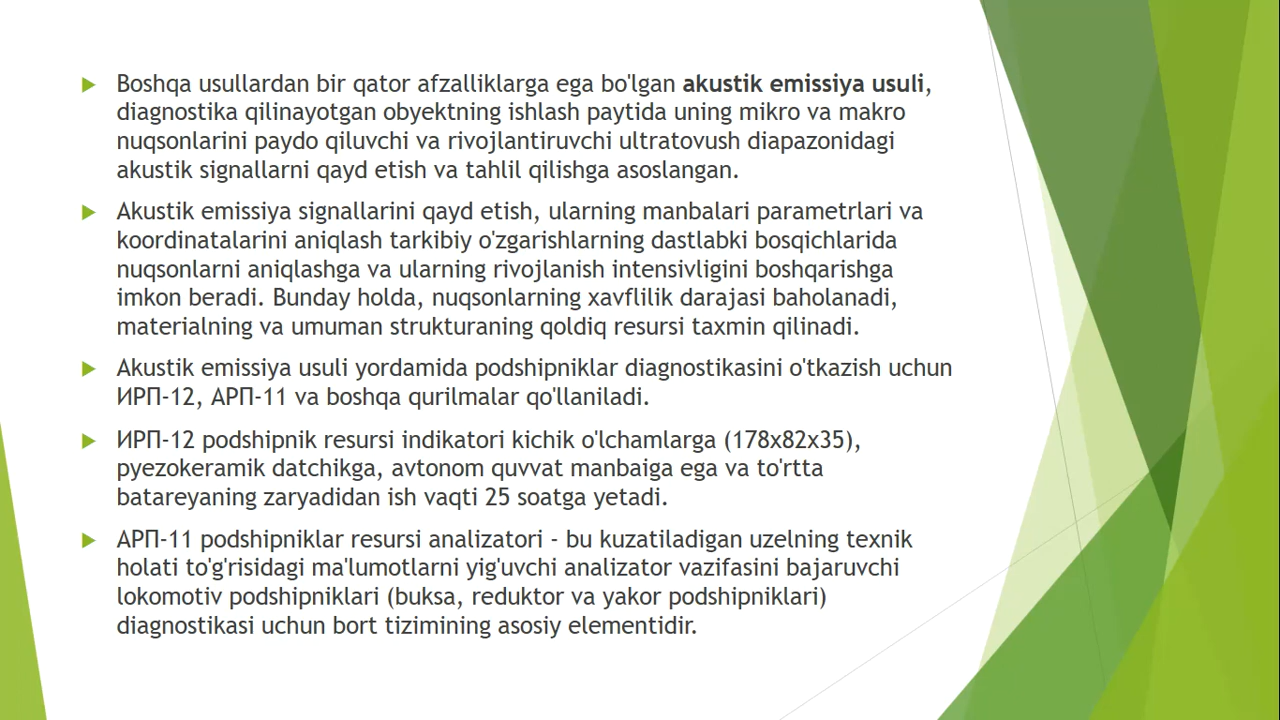 Boshqa usullardan bir qator afzalliklarga ega bo'lgan akustik emissiya usuli,
diagnostika qilinayotgan obyektning ishlash paytida uning mikro va makro
nuqsonlarini paydo qiluvchi va rivojlantiruvchi ultratovush diapazonidagi
akustik signallarni qayd etish va tahlil qilishga asoslangan.
Akustik emissiya signallarini qayd etish, ularning manbalari parametrlari va
koordinatalarini aniqlash tarkibiy o'zgarishlarning dastlabki bosqichlarida
nuqsonlarni aniqlashga va ularning rivojlanish intensivligini boshqarishga
imkon beradi. Bunday holda, nuqsonlarning xavflilik darajasi baholanadi,
materialning va umuman strukturaning qoldiq resursi taxmin qilinadi.
Akustik emissiya usuli yordamida podshipniklar diagnostikasini o'tkazish uchun
ИРП-12, АРП-11 va boshqa qurilmalar qo'llaniladi.
ИРП-12 podshipnik resursi indikatori kichik o'lchamlarga (178x82x35),
pyezokeramik datchikga, avtonom quvvat manbaiga ega va to'rtta
batareyaning zaryadidan ish vaqti 25 soatga yetadi.
АРП-11 podshipniklar resursi analizatori - bu kuzatiladigan uzelning texnik
holati to'g'risidagi ma'lumotlarni yig'uvchi analizator vazifasini bajaruvchi
lokomotiv podshipniklari (buksa, reduktor va yakor podshipniklari)
diagnostikasi uchun bort tizimining asosiy elementidir.